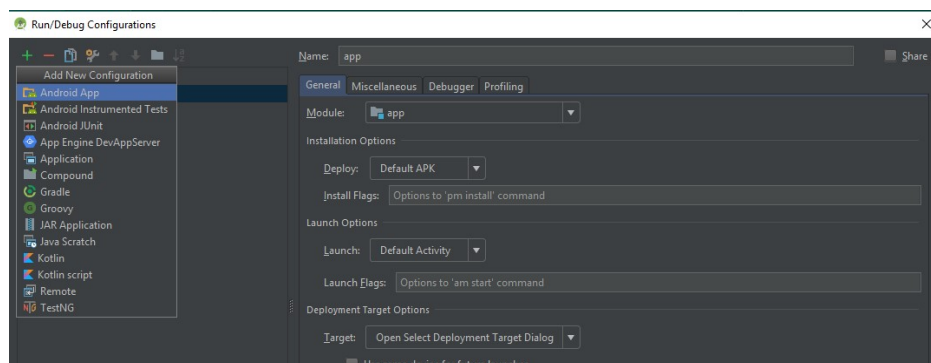 Run/Debug Configurations
Name: app
Share
Add New Configuration
Android App
Android Instrumented Tests
Android JUnit
App Engine DevAppServer
Application
Compound
Gradle
Groovy
JAR Application
Java Scratch
Kotlin
Kotlin script
Remote
TestNG
General Miscellaneous Debugger Profiling
Module: app
Installation Options
Deploy: Default APK
Install Flags: Options to 'pm install' command
Launch Options
Launch: Default Activity
Launch Flags: Options to 'am start' command
Deployment Target Options
Target: Open Select Deployment Target Dialog